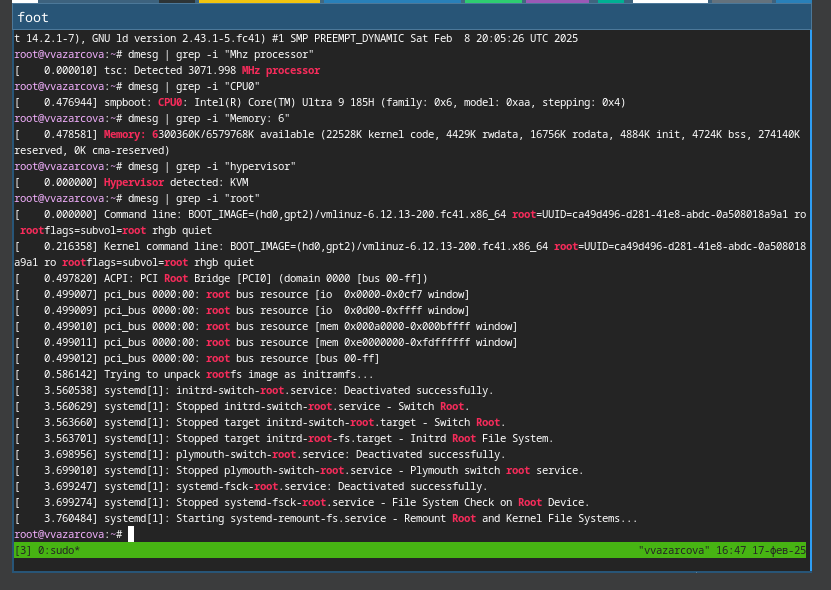 foot
t 14.2.1-7), GNU ld version 2.43.1-5.fc41) #1 SMP PREEMPT_DYNAMIC Sat Feb  8 20:05:26 UTC 2025
root@vvazarcova:~# dmesg | grep -i "Mhz processor"
[    0.000010] tsc: Detected 3071.998 MHz processor
root@vvazarcova:~# dmesg | grep -i "CPU0"
[    0.476944] smpboot: CPU0: Intel(R) Core(TM) Ultra 9 185H (family: 0x6, model: 0xaa, stepping: 0x4)
root@vvazarcova:~# dmesg | grep -i "Memory: 6"
[    0.478581] Memory: 6300360K/6579768K available (22528K kernel code, 4429K rwdata, 16756K rodata, 4884K init, 4724K bss, 274140K
reserved, 0K cma-reserved)
root@vvazarcova:~# dmesg | grep -i "hypervisor"
[    0.000000] Hypervisor detected: KVM
root@vvazarcova:~# dmesg | grep -i "root"
[    0.000000] Command line: BOOT_IMAGE=(hd0,gpt2)/vmlinuz-6.12.13-200.fc41.x86_64 root=UUID=ca49d496-d281-41e8-abdc-0a508018a9a1 ro
rootflags=subvol=root rhgb quiet
[    0.216358] Kernel command line: BOOT_IMAGE=(hd0,gpt2)/vmlinuz-6.12.13-200.fc41.x86_64 root=UUID=ca49d496-d281-41e8-abdc-0a508018
a9a1 ro rootflags=subvol=root rhgb quiet
[    0.497820] ACPI: PCI Root Bridge [PCI0] (domain 0000 [bus 00-ff])
[    0.499007] pci_bus 0000:00: root bus resource [io  0x0000-0x0cf7 window]
[    0.499009] pci_bus 0000:00: root bus resource [io  0x0d00-0xffff window]
[    0.499010] pci_bus 0000:00: root bus resource [mem 0x000a0000-0x000bffff window]
[    0.499011] pci_bus 0000:00: root bus resource [mem 0xe0000000-0xfdffffff window]
[    0.499012] pci_bus 0000:00: root bus resource [bus 00-ff]
[    0.586142] Trying to unpack rootfs image as initramfs...
[    3.560538] systemd[1]: initrd-switch-root.service: Deactivated successfully.
[    3.560629] systemd[1]: Stopped initrd-switch-root.service - Switch Root.
[    3.563660] systemd[1]: Stopped target initrd-switch-root.target - Switch Root.
[    3.563701] systemd[1]: Stopped target initrd-root-fs.target - Initrd Root File System.
[    3.698956] systemd[1]: plymouth-switch-root.service: Deactivated successfully.
[    3.699010] systemd[1]: Stopped plymouth-switch-root.service - Plymouth switch root service.
[    3.699247] systemd[1]: systemd-fsck-root.service: Deactivated successfully.
[    3.699274] systemd[1]: Stopped systemd-fsck-root.service - File System Check on Root Device.
[    3.760484] systemd[1]: Starting systemd-remount-fs.service - Remount Root and Kernel File Systems...
root@vvazarcova:~#
[3] 0:sudo* "vvazarcova" 16:47 17-фев-25